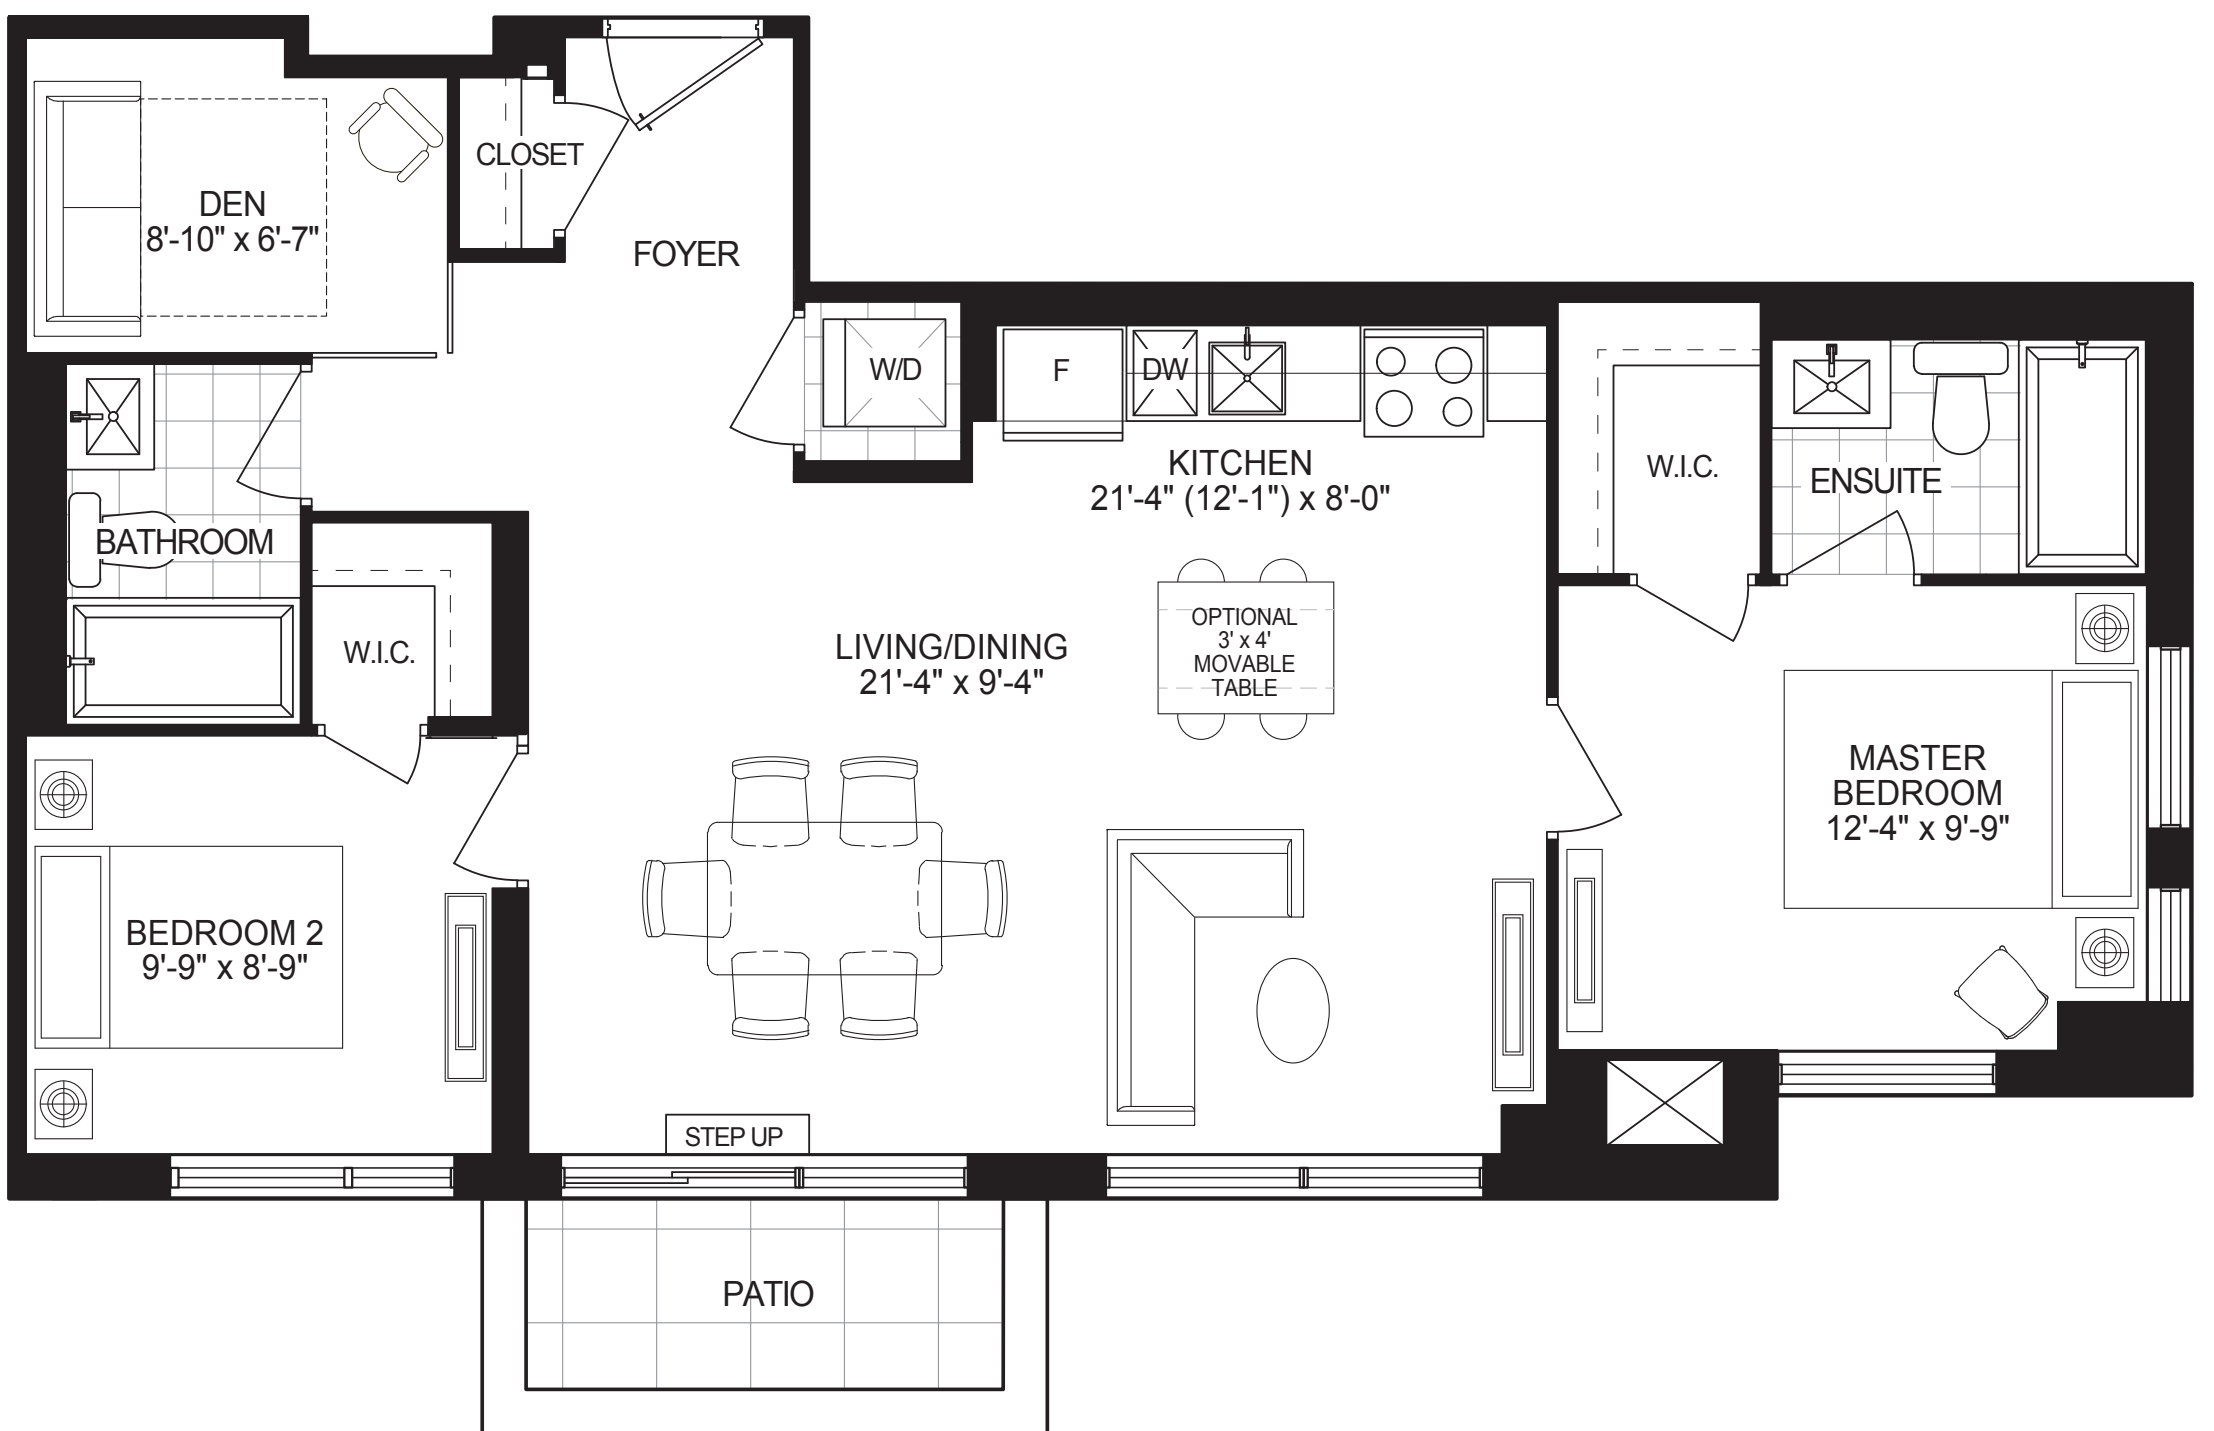 CLOSET
DEN
8'-10" x 6'-7"
FOYER
W/D
F
DW
KITCHEN
21'-4" (12'-1") x 8'-0"
W.I.C.
ENSUITE
BATHROOM
W.I.C.
LIVING/DINING
21'-4" x 9'-4"
OPTIONAL
3' x 4'
MOVABLE
TABLE
MASTER
BEDROOM
12'-4" x 9'-9"
BEDROOM 2
9'-9" x 8'-9"
STEP UP
PATIO